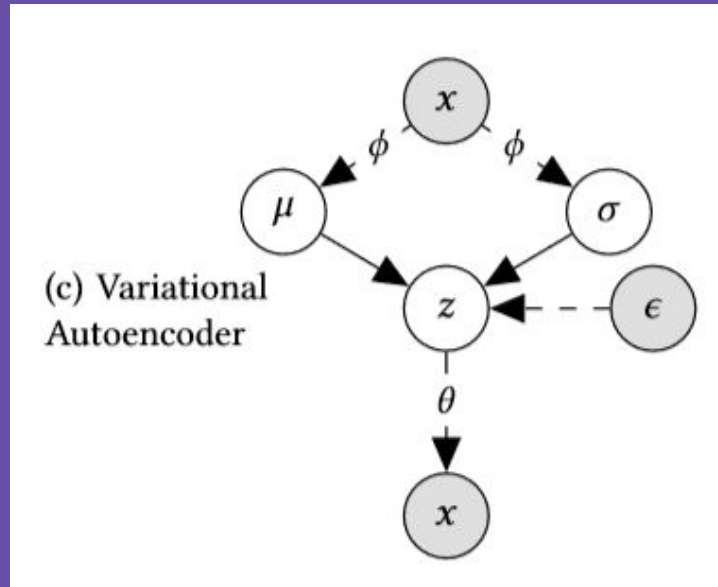 x
ϕ ϕ
μ σ
(c) Variational
Autoencoder
z ϵ
θ
x